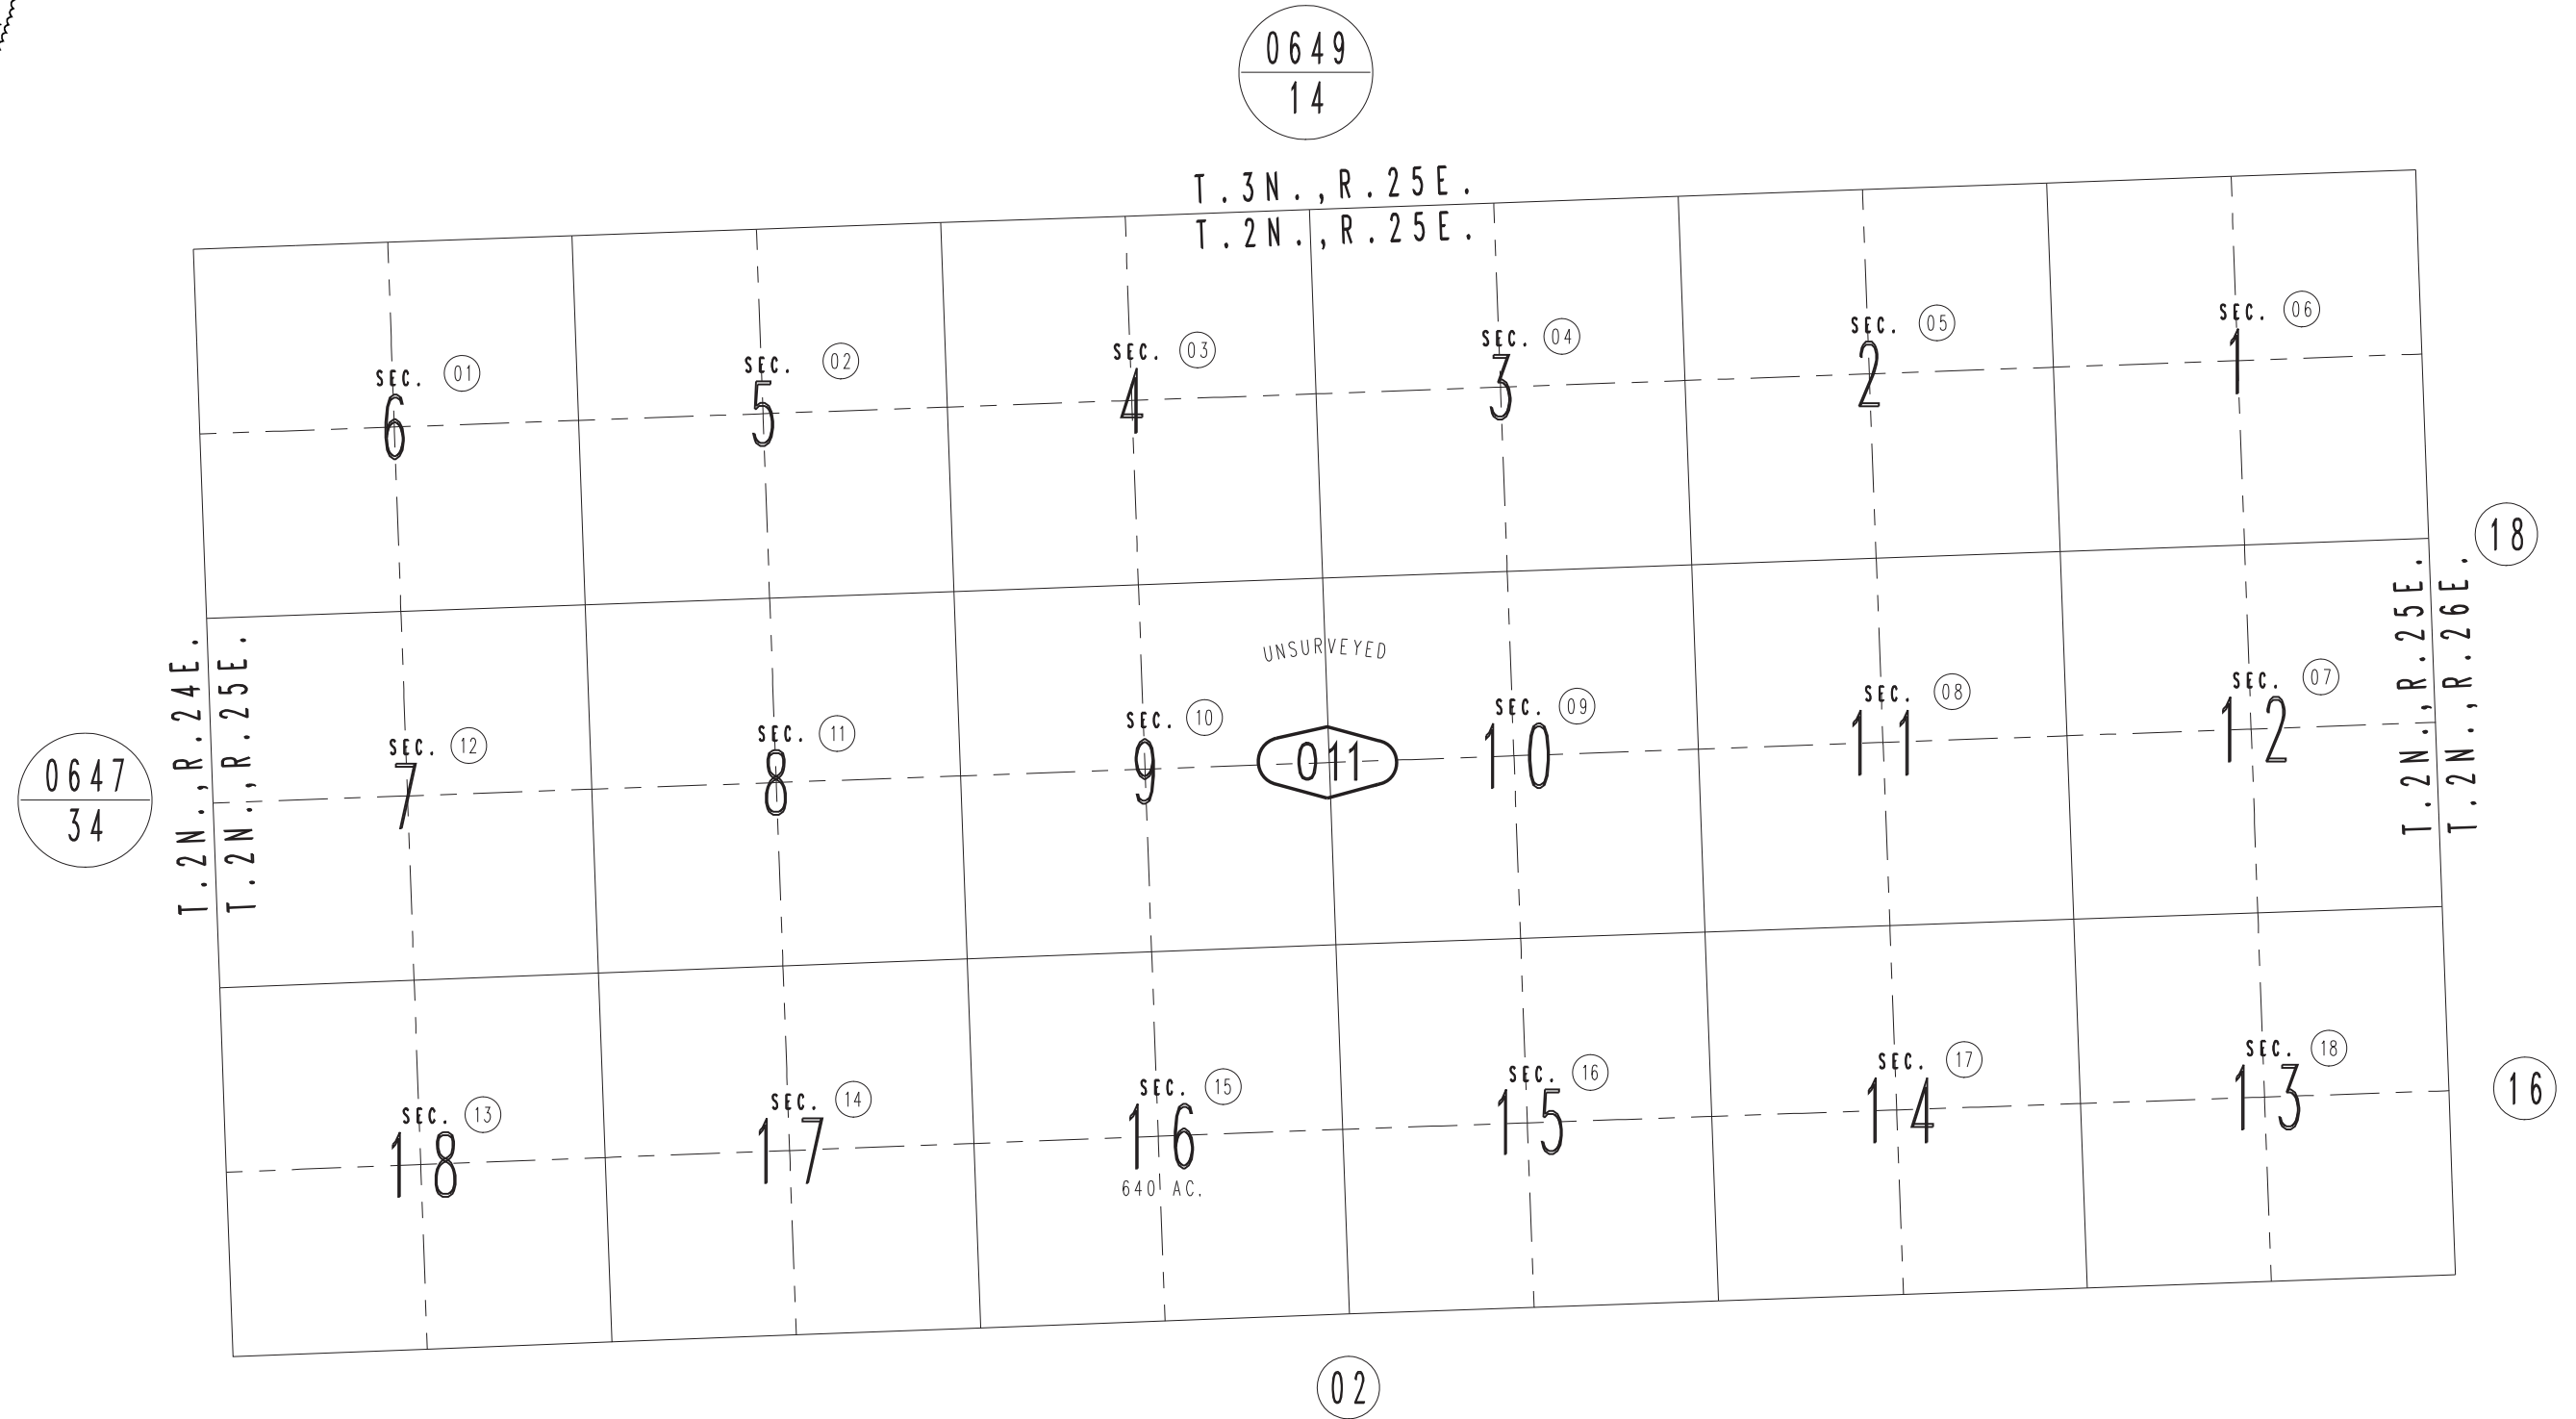 0649
14
T.3N.,R.25E.
T.2N.,R.25E.
SEC. 01
6
SEC. 02
5
SEC. 03
4
SEC. 04
3
SEC. 05
2
SEC. 06
1
18
UNSURVEYED
0647
34
T.2N.,R.24E.
T.2N.,R.25E.
SEC. 12
7
SEC. 11
8
SEC. 10
9
011
SEC. 09
10
SEC. 08
11
SEC. 07
12
T.2N.,R.25E.
T.2N.,R.26E.
SEC. 13
18
SEC. 14
17
SEC. 15
16
640 AC.
SEC. 16
15
SEC. 17
14
SEC. 18
13
16
02